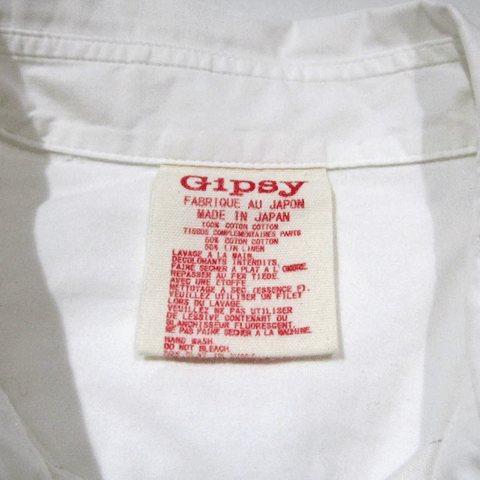 Gipsy
FABRIQUE AU JAPON
MADE IN JAPAN
100% COTON COTTON
TISSUS COMPLEMENTAIRES PARTS
50% COTON COTTON
50% LIN LINEN
LAVAGE A LA MAIN.
DECOLORANTS INTERDITS.
FAIRE SECHER A PLAT A L'OMBRE.
REPASSER AU FER TIEDE.
AVEC UNE ETOFFE.
NETTOYAGE A SEC. (ESSENCE F).
VEUILLEZ UTILISER UN FILET
LORS DU LAVAGE.
VEUILLEZ NE PAS UTILISER
DE LESSIVE CONTENANT DU
BLANCHISSEUR FLUORESCENT.
NE PAS FAIRE SECHER A LA MACHINE.
HAND WASH.
DO NOT BLEACH.